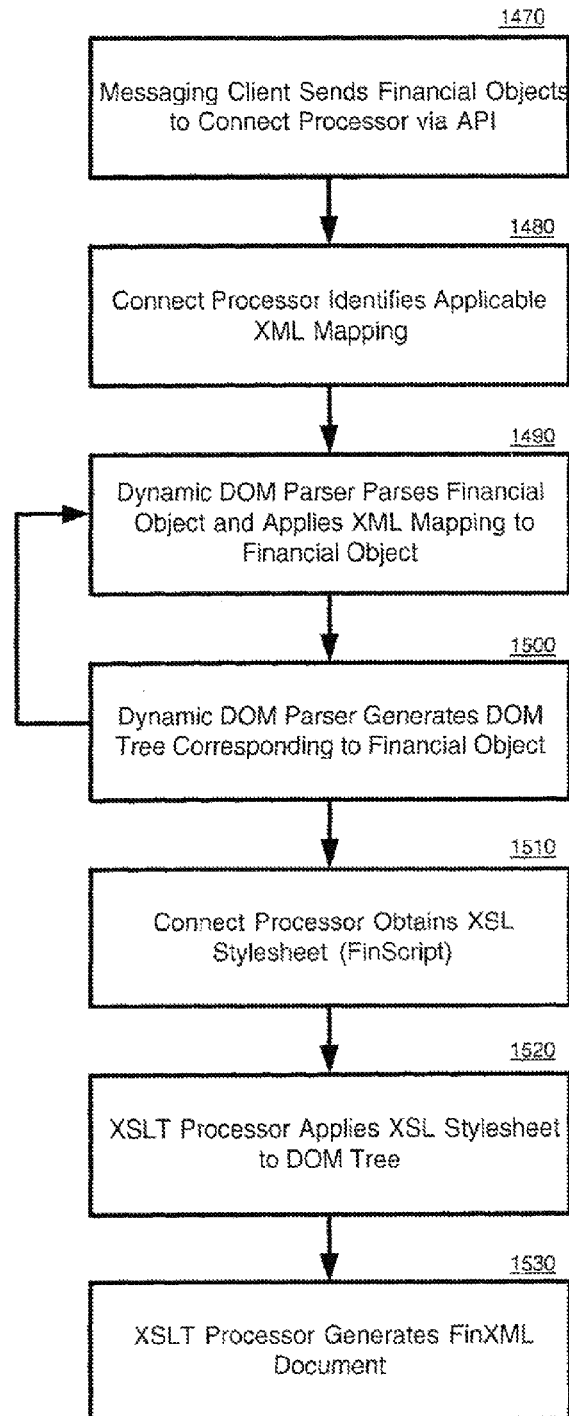 1470
Messaging Client Sends Financial Objects
to Connect Processor via API
1480
Connect Processor Identifies Applicable
XML Mapping
1490
Dynamic DOM Parser Parses Financial
Object and Applies XML Mapping to
Financial Object
1500
Dynamic DOM Parser Generates DOM
Tree Corresponding to Financial Object
1510
Connect Processor Obtains XSL
Stylesheet (FinScript)
1520
XSLT Processor Applies XSL Stylesheet
to DOM Tree
1530
XSLT Processor Generates FinXML
Document